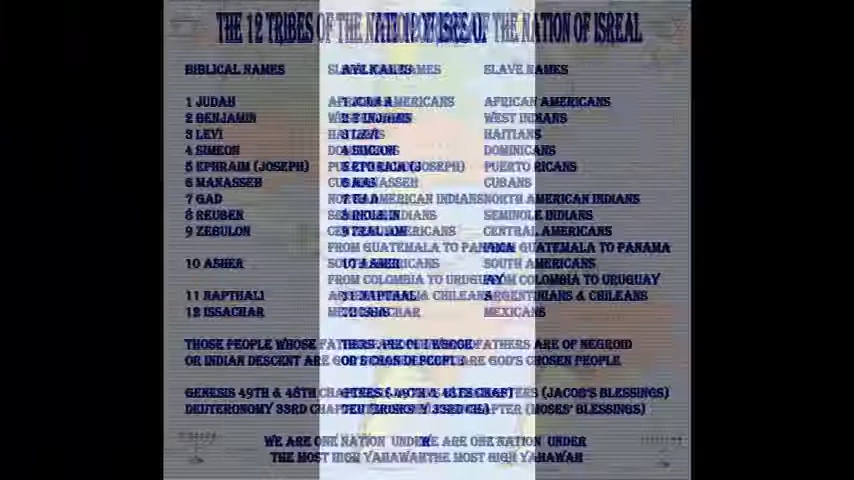 THE 12 TRIBES OF THE NATION OF ISREAL
BIBLICAL NAMES SLAVE NAMES
1 JUDAH AFRICAN AMERICANS
2 BENJAMIN WEST INDIANS
3 LEVI HAITIANS
4 SIMEON DOMINICANS
5 EPHRAIM (JOSEPH) PUERTO RICANS
6 MANASSEH CUBANS
7 GAD NORTH AMERICAN INDIANS
8 REUBEN SEMINOLE INDIANS
9 ZEBULON CENTRAL AMERICANS
FROM GUATEMALA TO PANAMA
10 ASHER SOUTH AMERICANS
FROM COLOMBIA TO URUGUAY
11 NAPTHALI ARGENTINIANS & CHILEANS
12 ISSACHAR MEXICANS
THOSE PEOPLE WHOSE FATHERS ARE OF NEGROID
OR INDIAN DESCENT ARE GOD'S CHOSEN PEOPLE
GENESIS 49TH & 48TH CHAPTERS (JACOB'S BLESSINGS)
DEUTERONOMY 33RD CHAPTER (MOSES' BLESSINGS)
WE ARE ONE NATION UNDER
THE MOST HIGH YAHAWAH